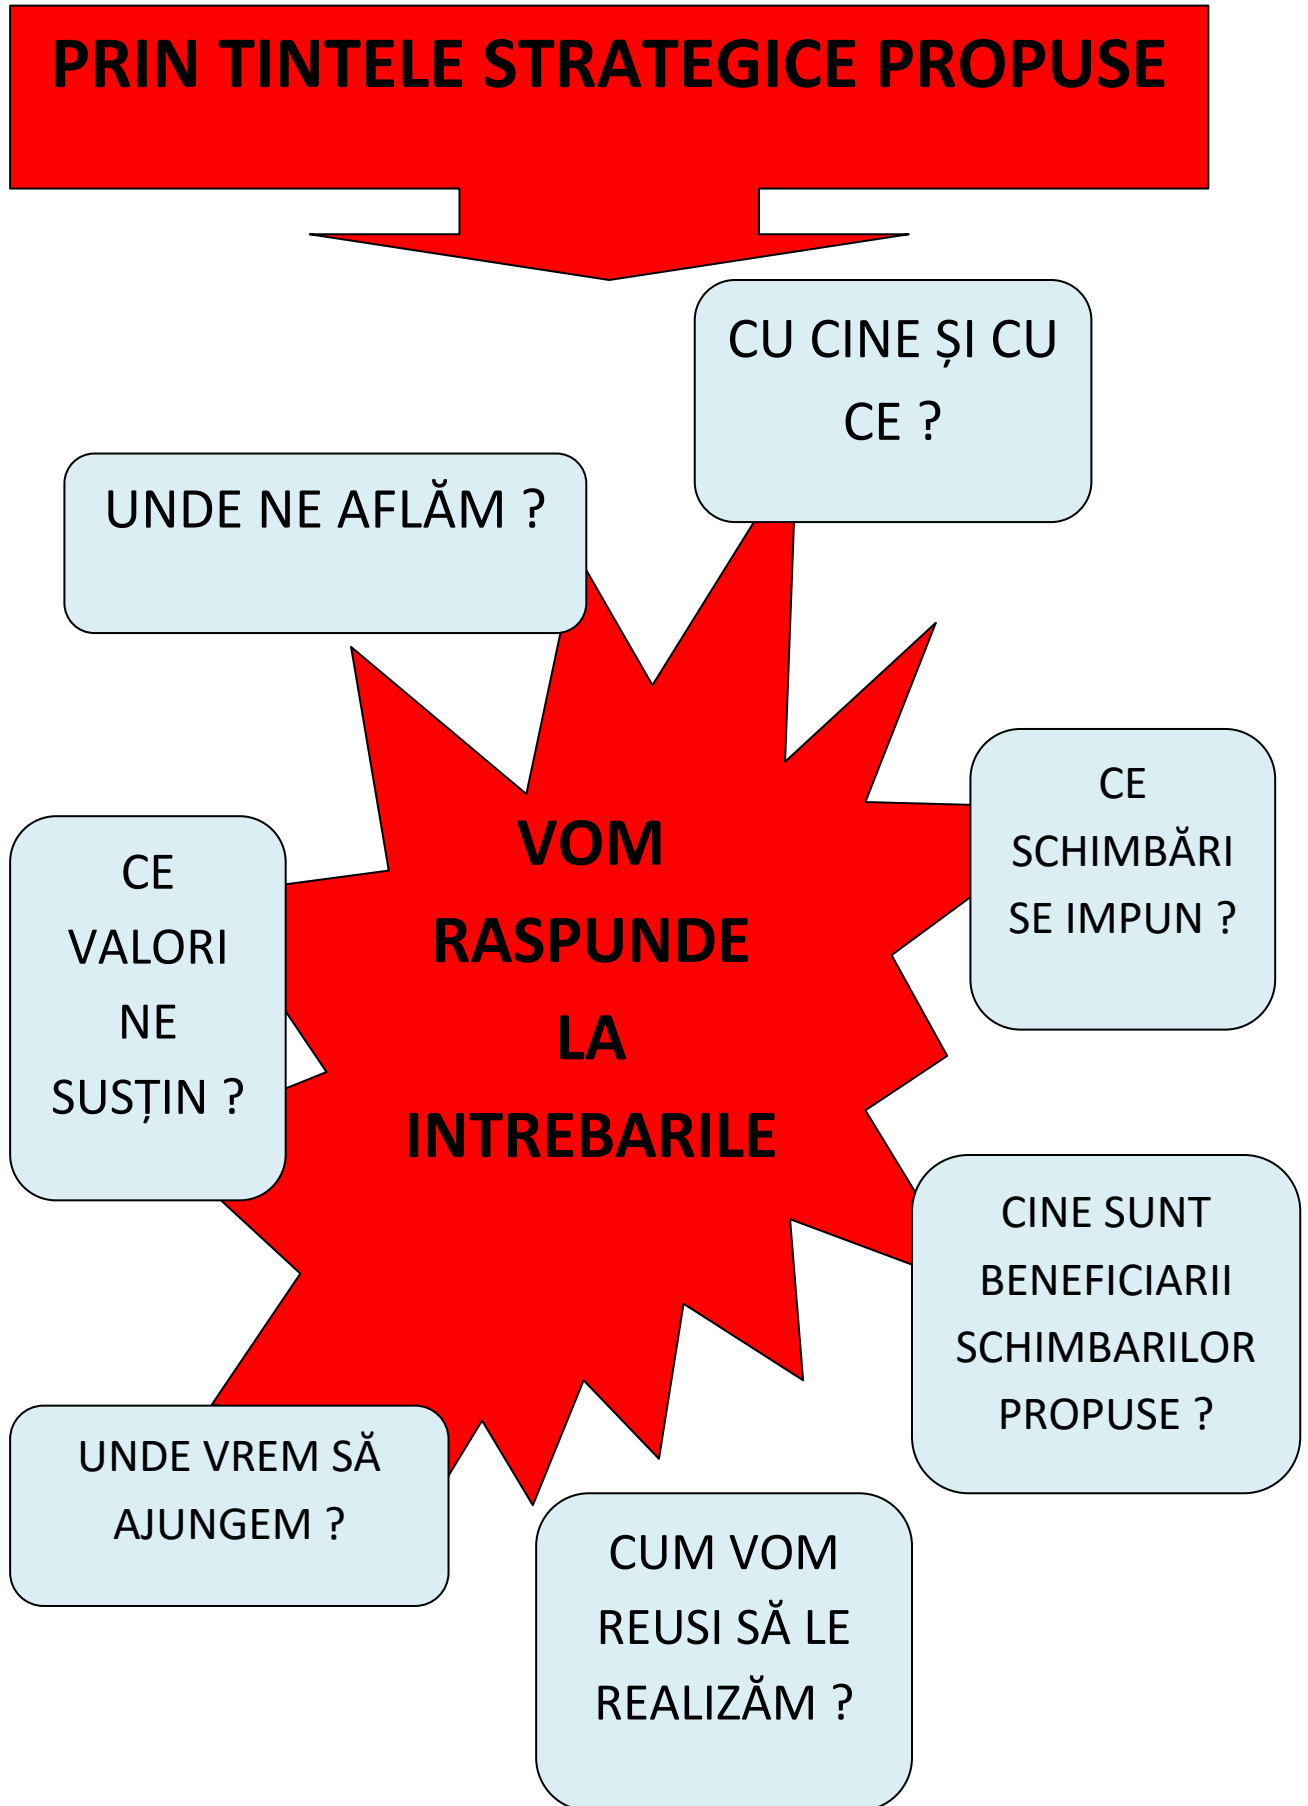 PRIN TINTELE STRATEGICE PROPUSE
CU CINE ȘI CU
CE ?
UNDE NE AFLĂM ?
CE
SCHIMBĂRI
SE IMPUN ?
CE
VALORI
NE
SUSȚIN ?
VOM
RASPUNDE
LA
INTREBARILE
CINE SUNT
BENEFICIARII
SCHIMBARILOR
PROPUSE ?
UNDE VREM SĂ
AJUNGEM ?
CUM VOM
REUSI SĂ LE
REALIZĂM ?